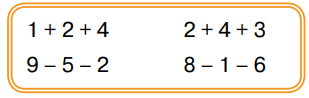 1 + 2 + 4 2 + 4 + 3
9 – 5 – 2 8 – 1 – 6